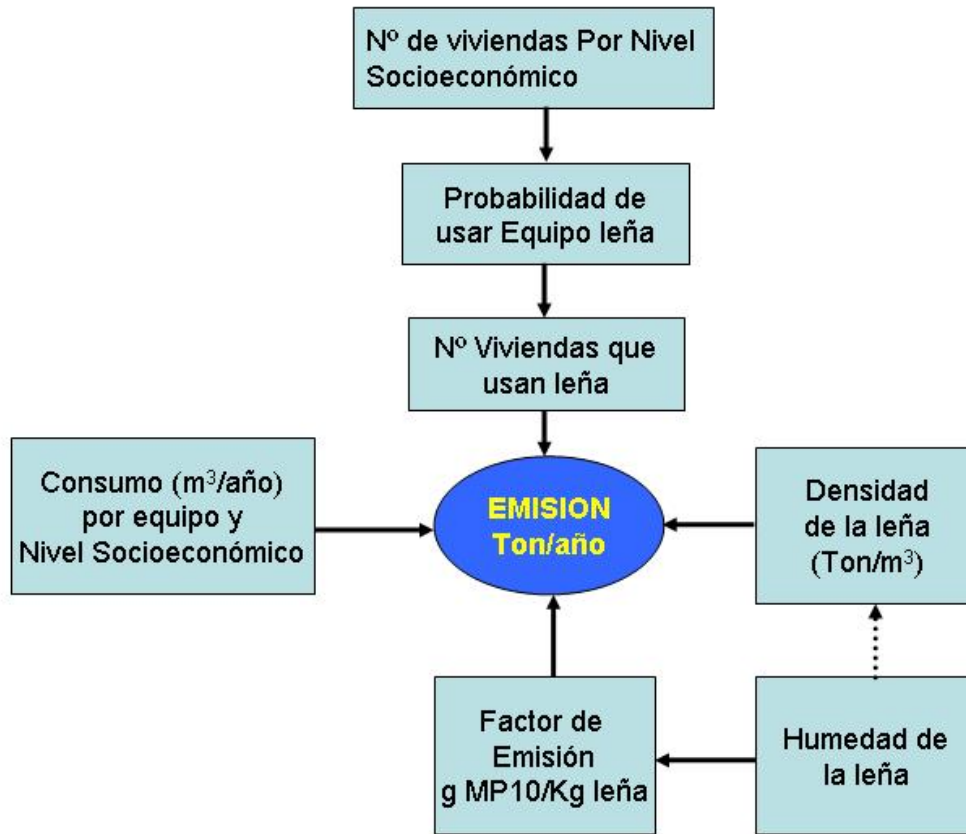 Nº de viviendas Por Nivel
Socioeconómico
Probabilidad de
usar Equipo leña
Nº Viviendas que
usan leña
Consumo (m³/año)
por equipo y
Nivel Socioeconómico
EMISION
Ton/año
Densidad
de la leña
(Ton/m³)
Factor de
Emisión
g MP10/Kg leña
Humedad de
la leña